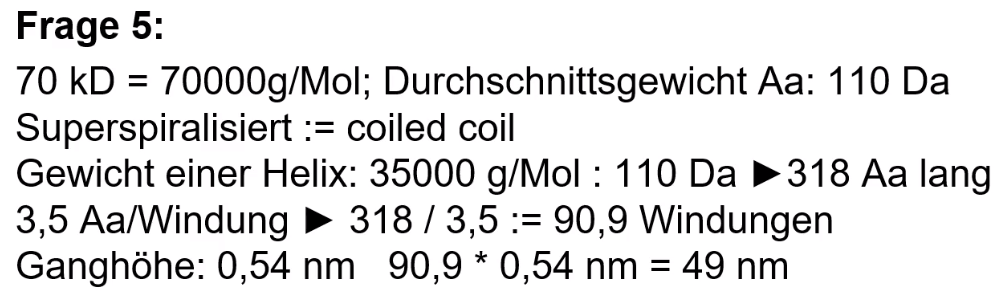 Frage 5:
70 kD = 70000g/Mol; Durchschnittsgewicht Aa: 110 Da
Superspiralisiert := coiled coil
Gewicht einer Helix: 35000 g/Mol : 110 Da ►318 Aa lang
3,5 Aa/Windung ► 318 / 3,5 := 90,9 Windungen
Ganghöhe: 0,54 nm   90,9 * 0,54 nm = 49 nm